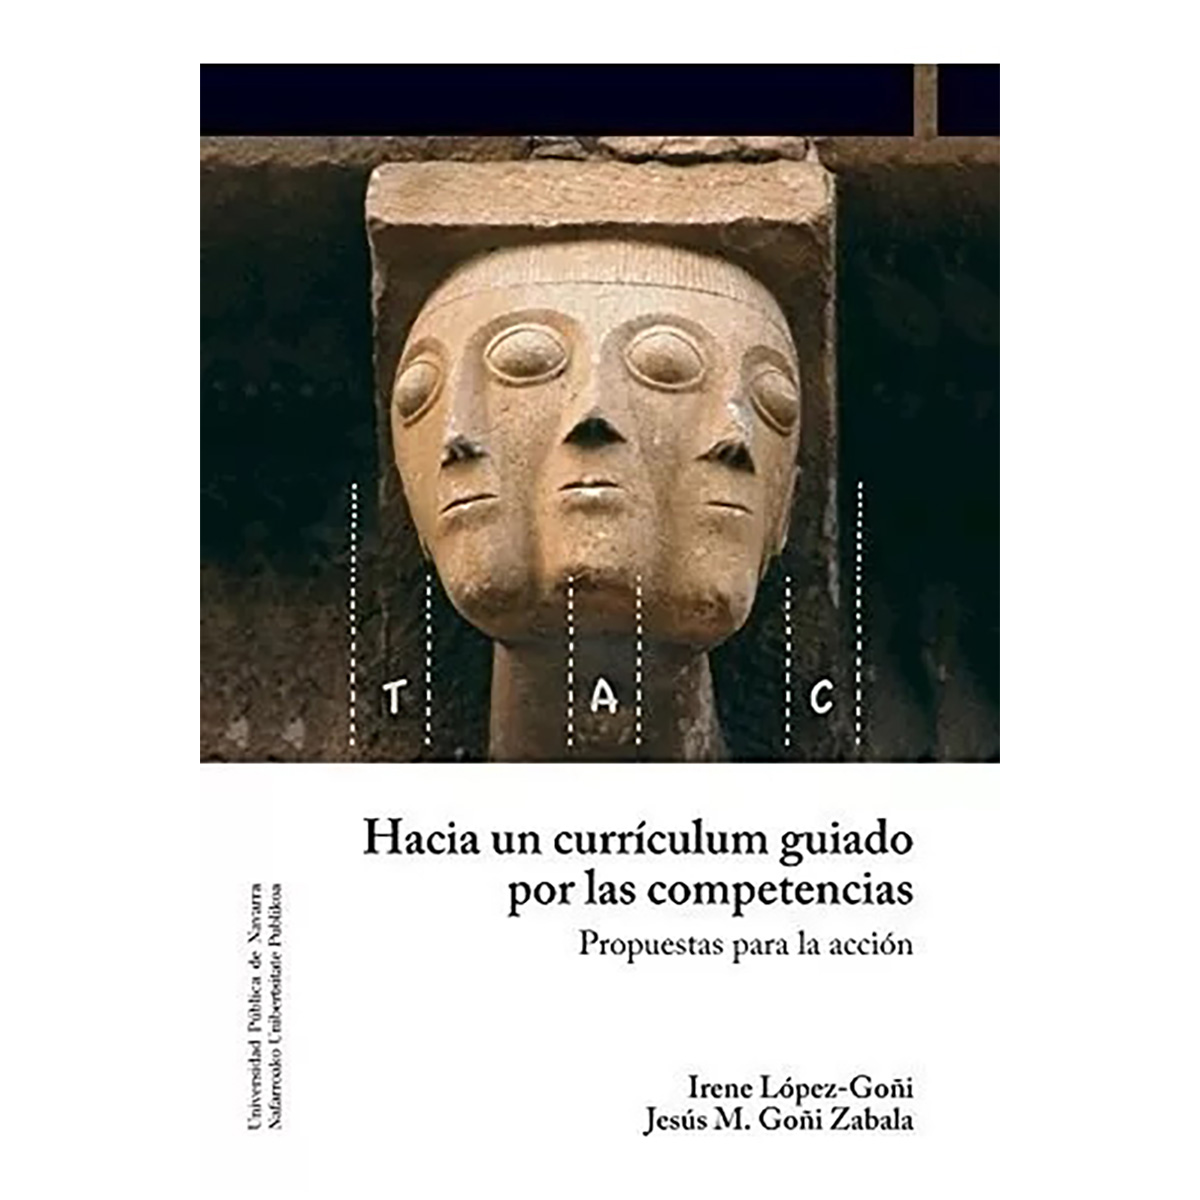 T A C
Hacia un currículum guiado
por las competencias
Propuestas para la acción
Irene López-Goñi
Jesús M. Goñi Zabala
Universidad Pública de Navarra
Nafarroako Unibertsitate Publikoa